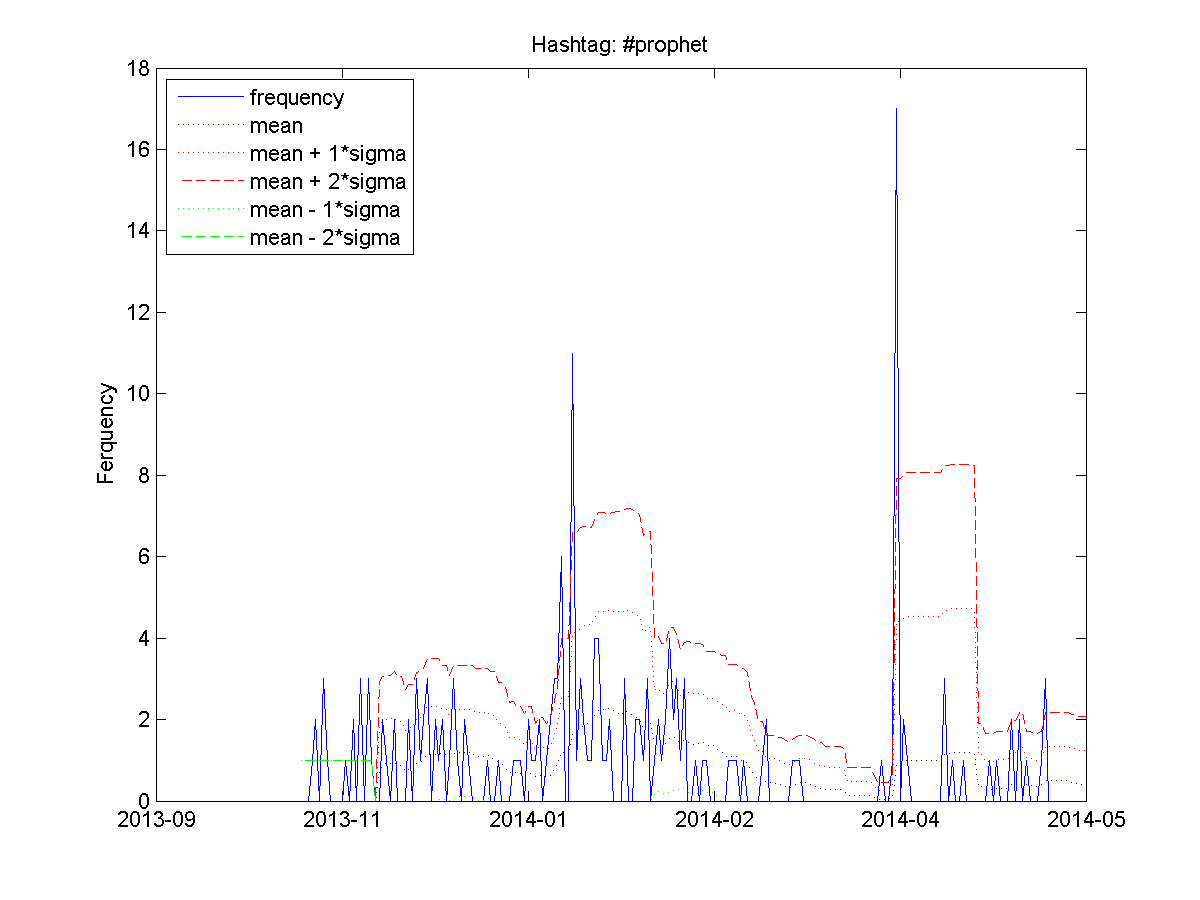 Hashtag: #prophet
18
frequency
mean
mean + 1*sigma
mean + 2*sigma
mean - 1*sigma
mean - 2*sigma
16
14
12
10
8
6
4
2
0
Ferquency
2013-09
2013-11
2014-01
2014-02
2014-04
2014-05